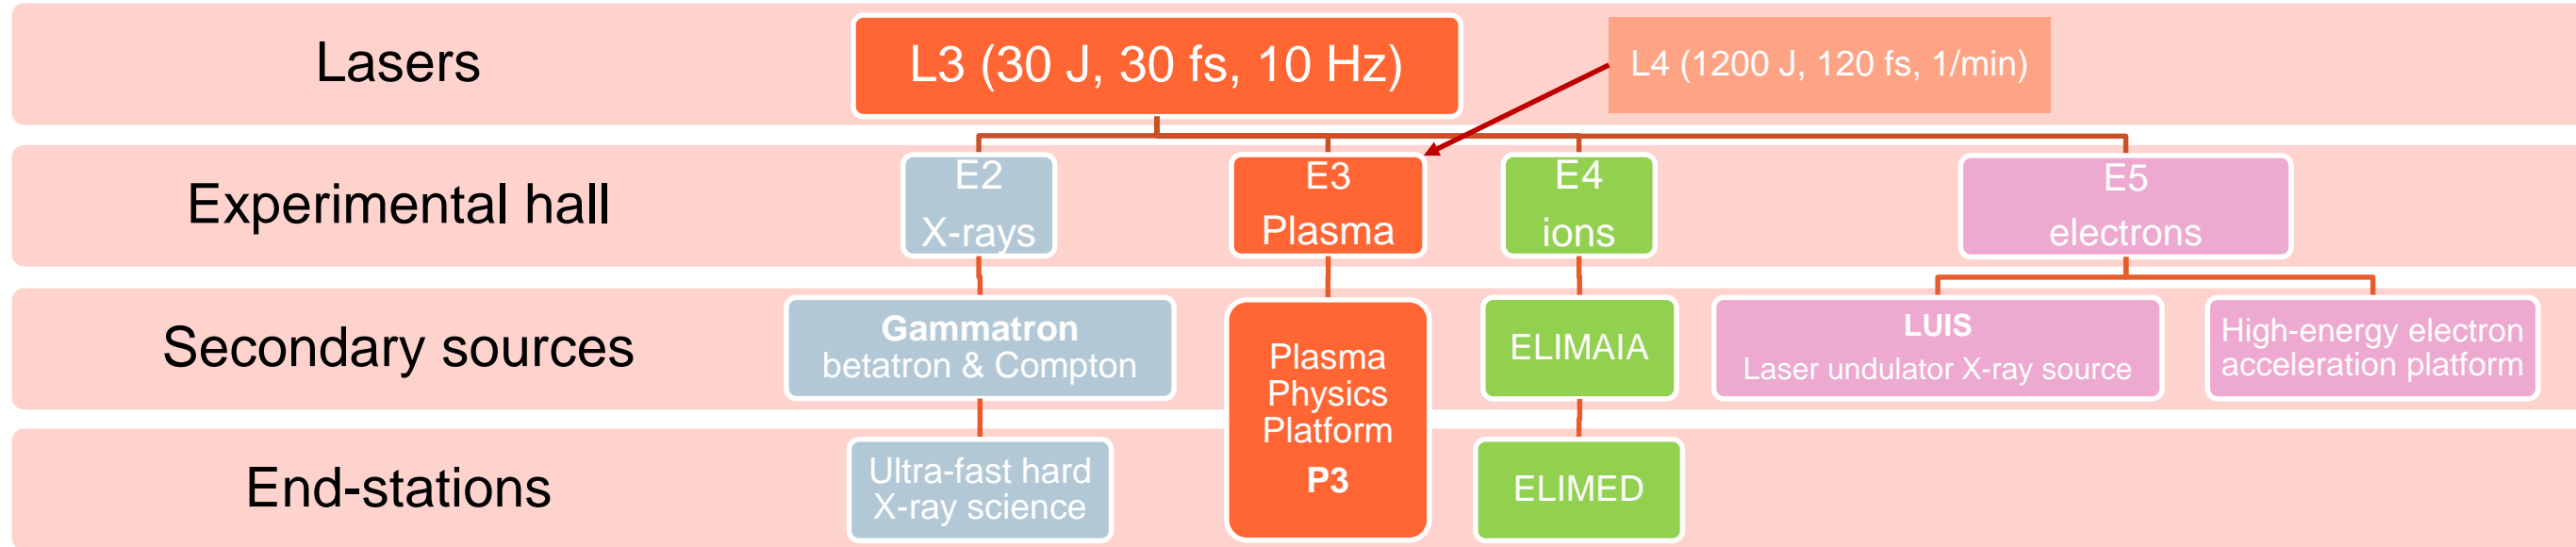 Lasers
L3 (30 J, 30 fs, 10 Hz)
L4 (1200 J, 120 fs, 1/min)
Experimental hall
E2
X-rays
E3
Plasma
E4
ions
E5
electrons
Secondary sources
Gammatron
betatron & Compton
Plasma
Physics
Platform
P3
ELIMAIA
LUIS
Laser undulator X-ray source
High-energy electron
acceleration platform
End-stations
Ultra-fast hard
X-ray science
ELIMED